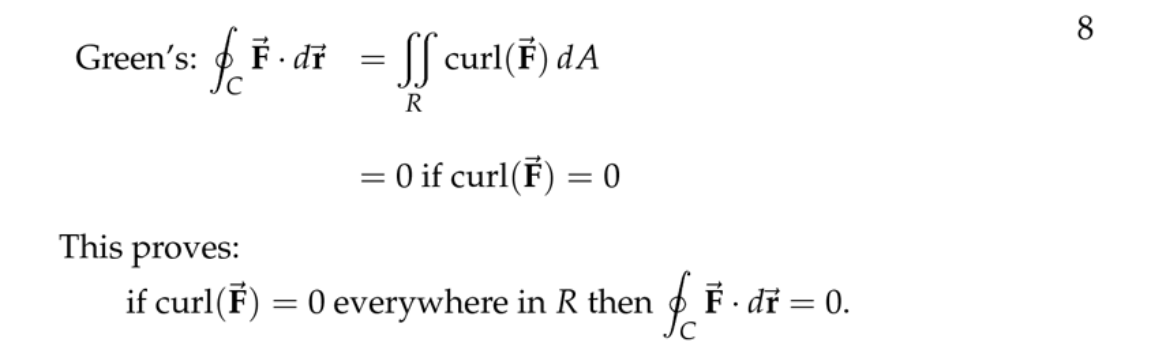 8
Green's: ∮_C F⃗ · dr⃗ = ∬_R curl(F⃗) dA
= 0 if curl(F⃗) = 0
This proves:
if curl(F⃗) = 0 everywhere in R then ∮_C F⃗ · dr⃗ = 0.